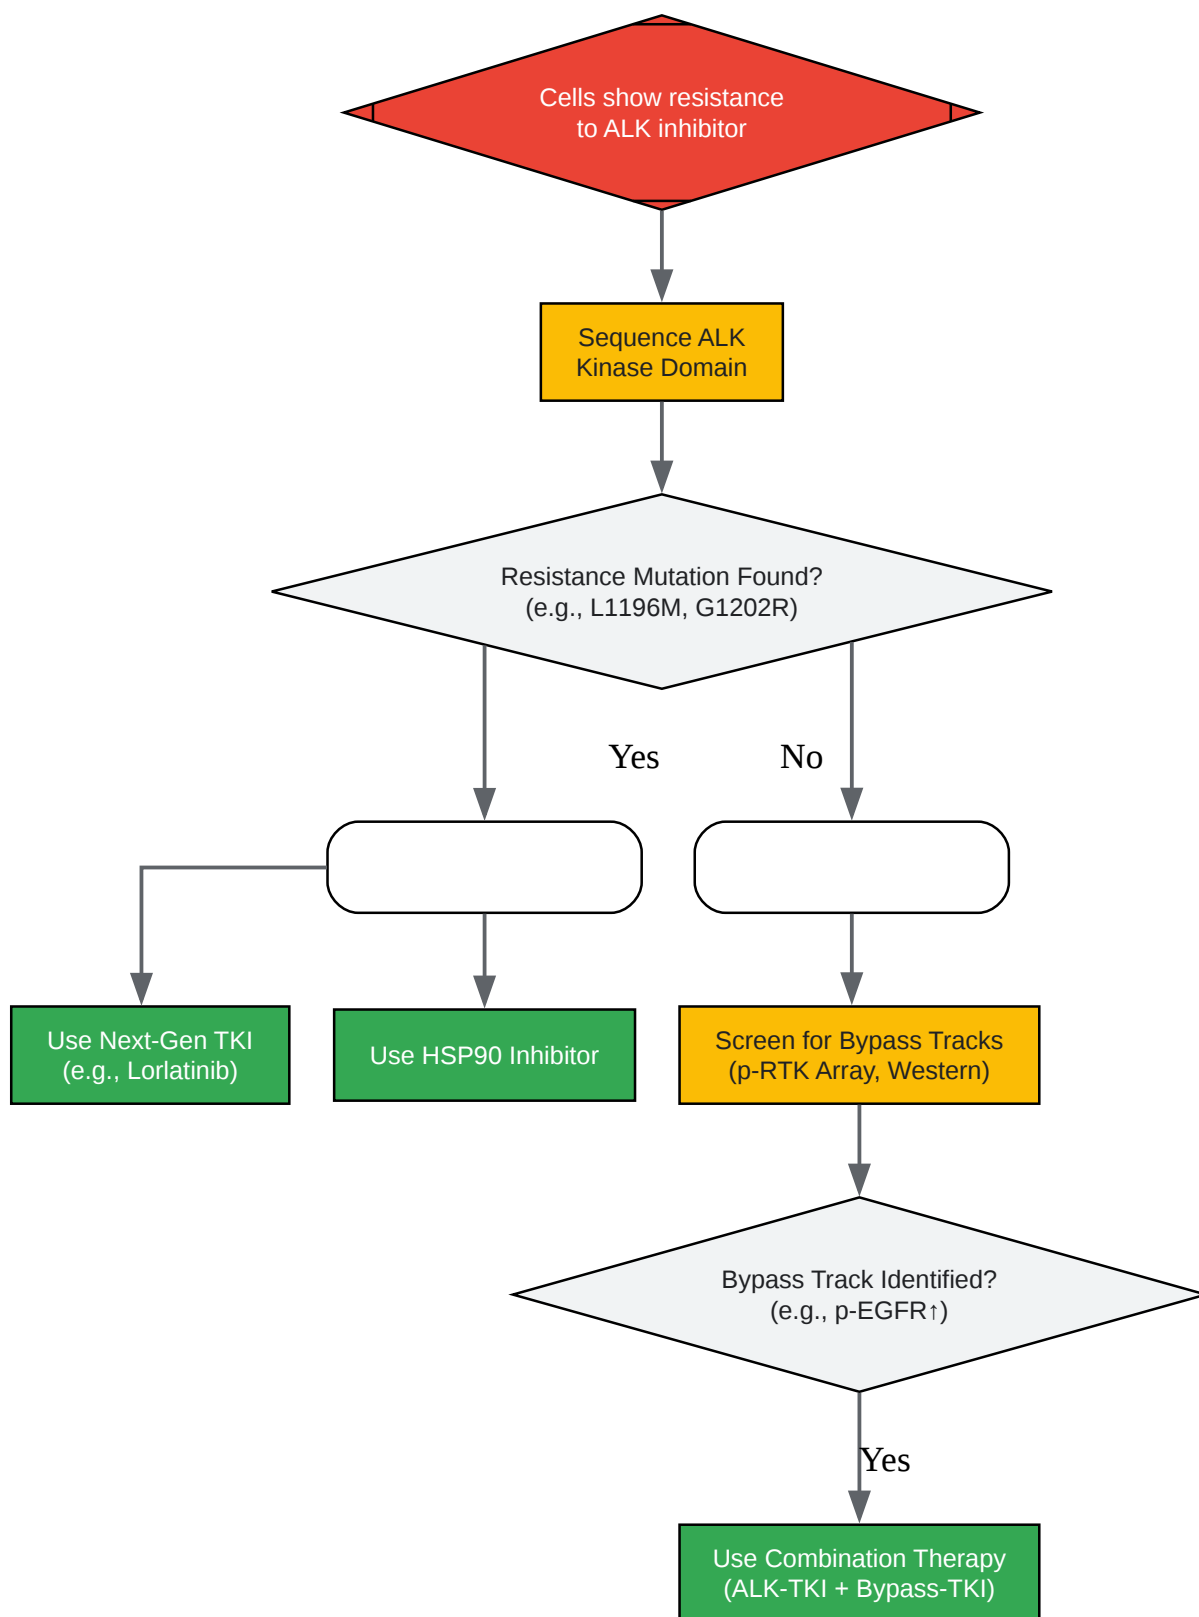 Cells show resistance
to ALK inhibitor
Sequence ALK
Kinase Domain
Resistance Mutation Found?
(e.g., L1196M, G1202R)
Yes
No
Use Next-Gen TKI
(e.g., Lorlatinib)
Use HSP90 Inhibitor
Screen for Bypass Tracks
(p-RTK Array, Western)
Bypass Track Identified?
(e.g., p-EGFR↑)
Yes
Use Combination Therapy
(ALK-TKI + Bypass-TKI)